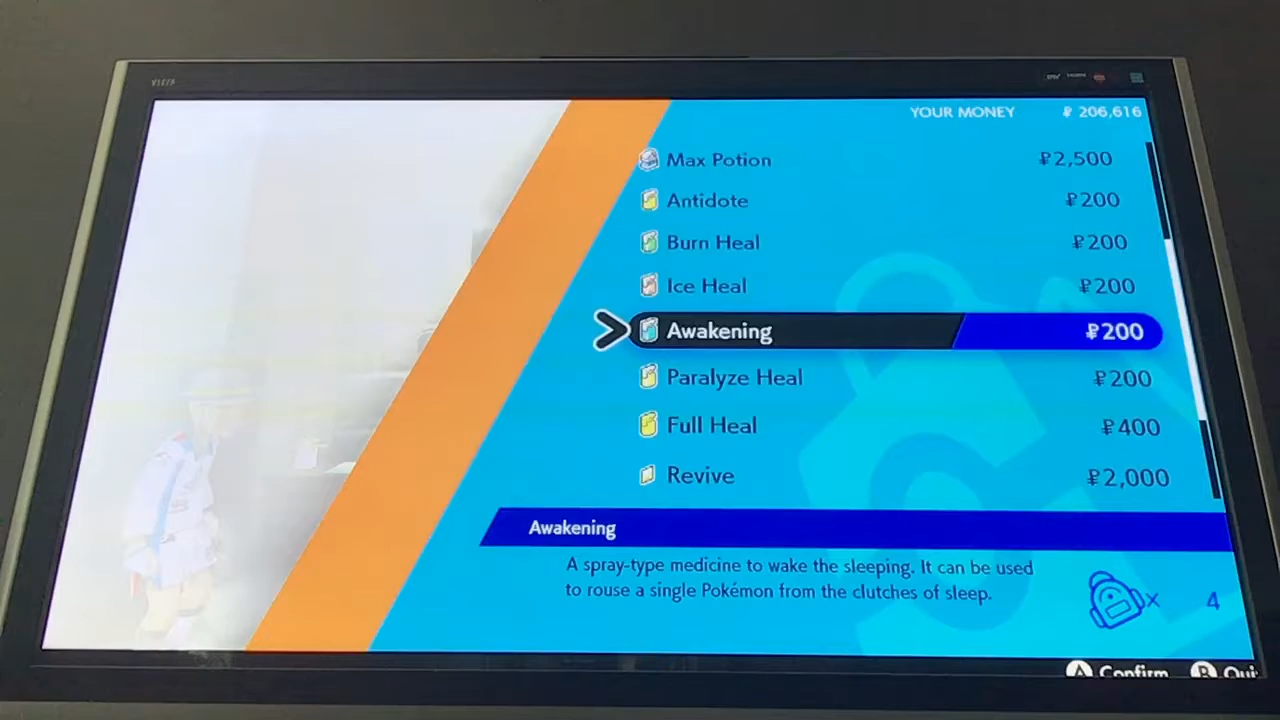 YOUR MONEY ₽ 206,616
Max Potion ₽2,500
Antidote ₽200
Burn Heal ₽200
Ice Heal ₽200
Awakening ₽200
Paralyze Heal ₽200
Full Heal ₽400
Revive ₽2,000
Awakening
A spray-type medicine to wake the sleeping. It can be used
to rouse a single Pokémon from the clutches of sleep.
x 4
A Confirm B Qui